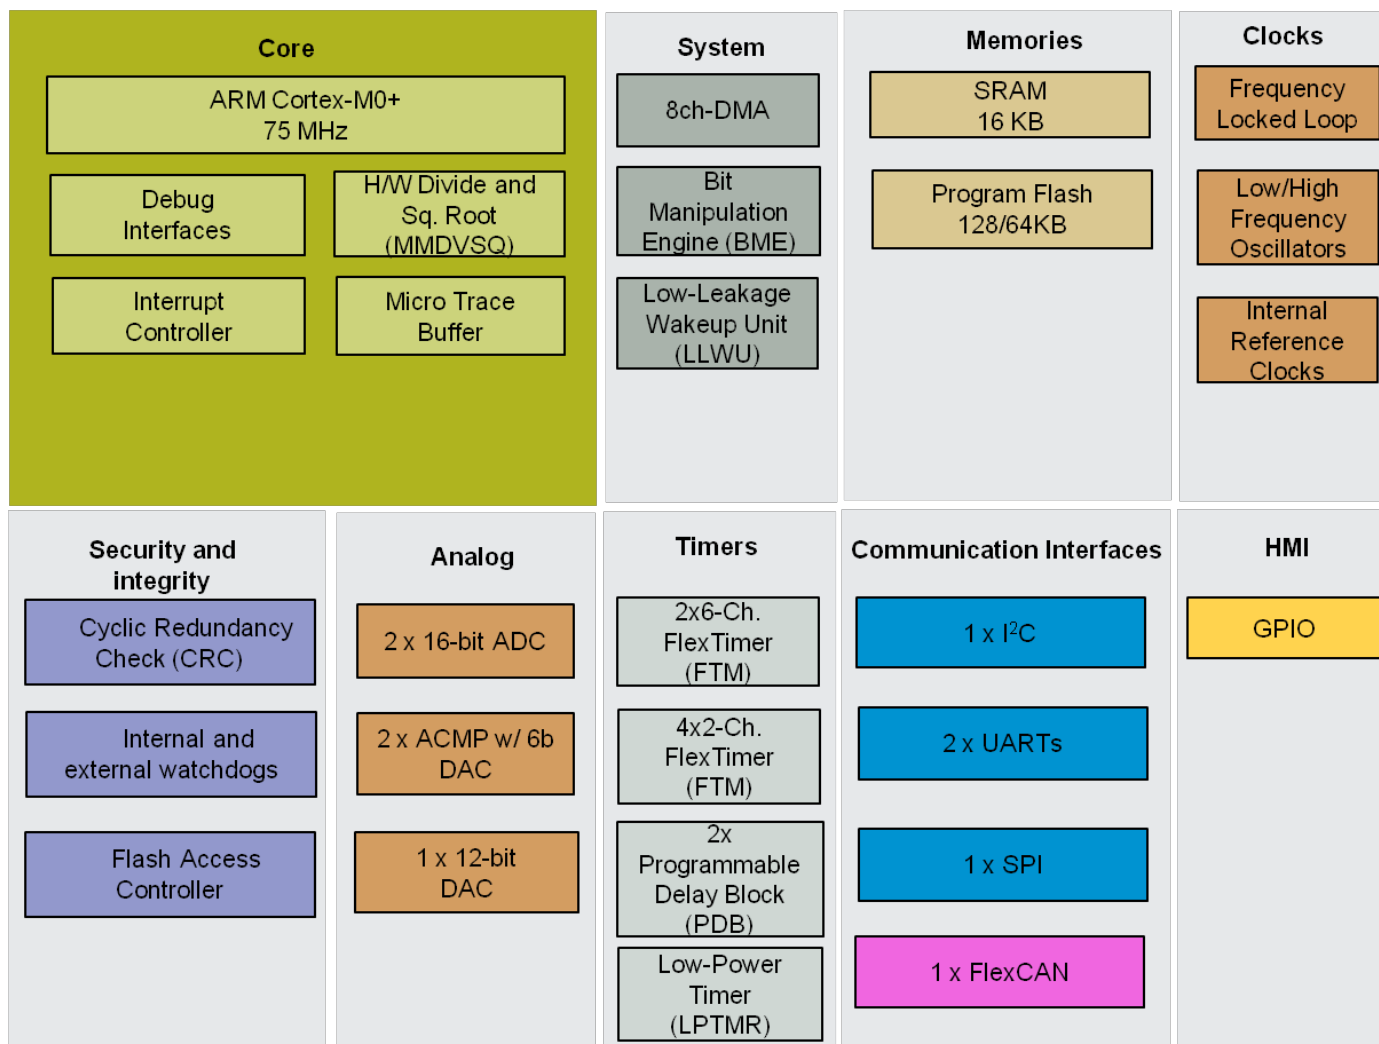 Core
ARM Cortex-M0+
75 MHz
Debug
Interfaces
H/W Divide and
Sq. Root
(MMDVSQ)
Interrupt
Controller
Micro Trace
Buffer
System
8ch-DMA
Bit
Manipulation
Engine (BME)
Low-Leakage
Wakeup Unit
(LLWU)
Memories
SRAM
16 KB
Program Flash
128/64KB
Clocks
Frequency
Locked Loop
Low/High
Frequency
Oscillators
Internal
Reference
Clocks
Security and
integrity
Cyclic Redundancy
Check (CRC)
Internal and
external watchdogs
Flash Access
Controller
Analog
2 x 16-bit ADC
2 x ACMP w/ 6b
DAC
1 x 12-bit
DAC
Timers
2x6-Ch.
FlexTimer
(FTM)
4x2-Ch.
FlexTimer
(FTM)
2x
Programmable
Delay Block
(PDB)
Low-Power
Timer
(LPTMR)
Communication Interfaces
1 x I²C
2 x UARTs
1 x SPI
1 x FlexCAN
HMI
GPIO